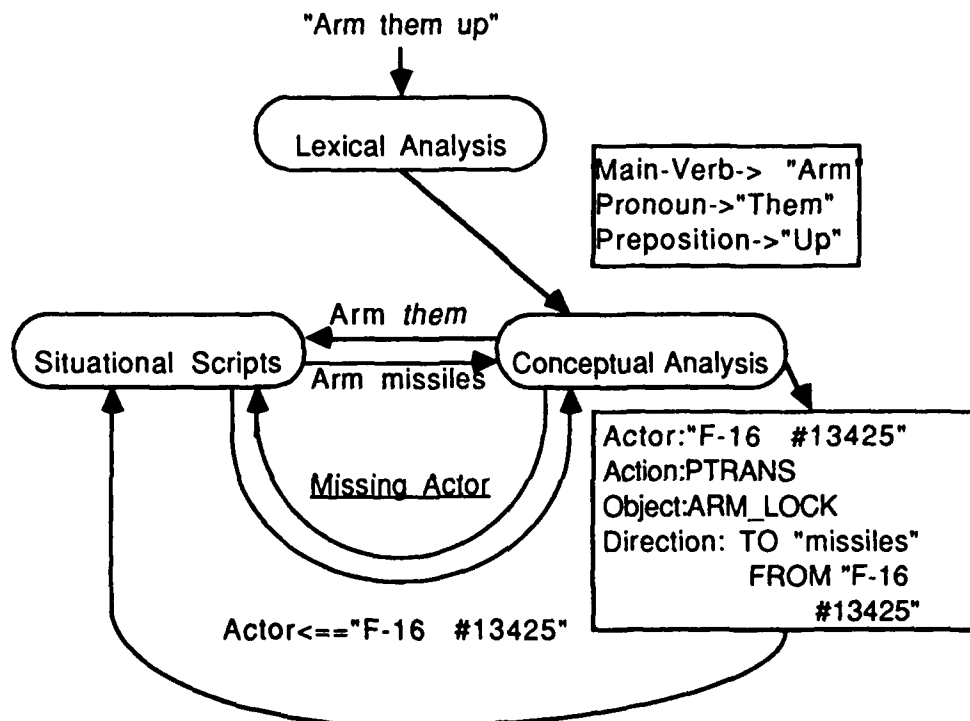 "Arm them up"
Lexical Analysis
Main-Verb-> "Arm"
Pronoun->"Them"
Preposition->"Up"
Arm them
Situational Scripts
Conceptual Analysis
Arm missiles
Missing Actor
Actor:"F-16 #13425"
Action:PTRANS
Object:ARM_LOCK
Direction: TO "missiles"
FROM "F-16
#13425"
Actor<=="F-16 #13425"